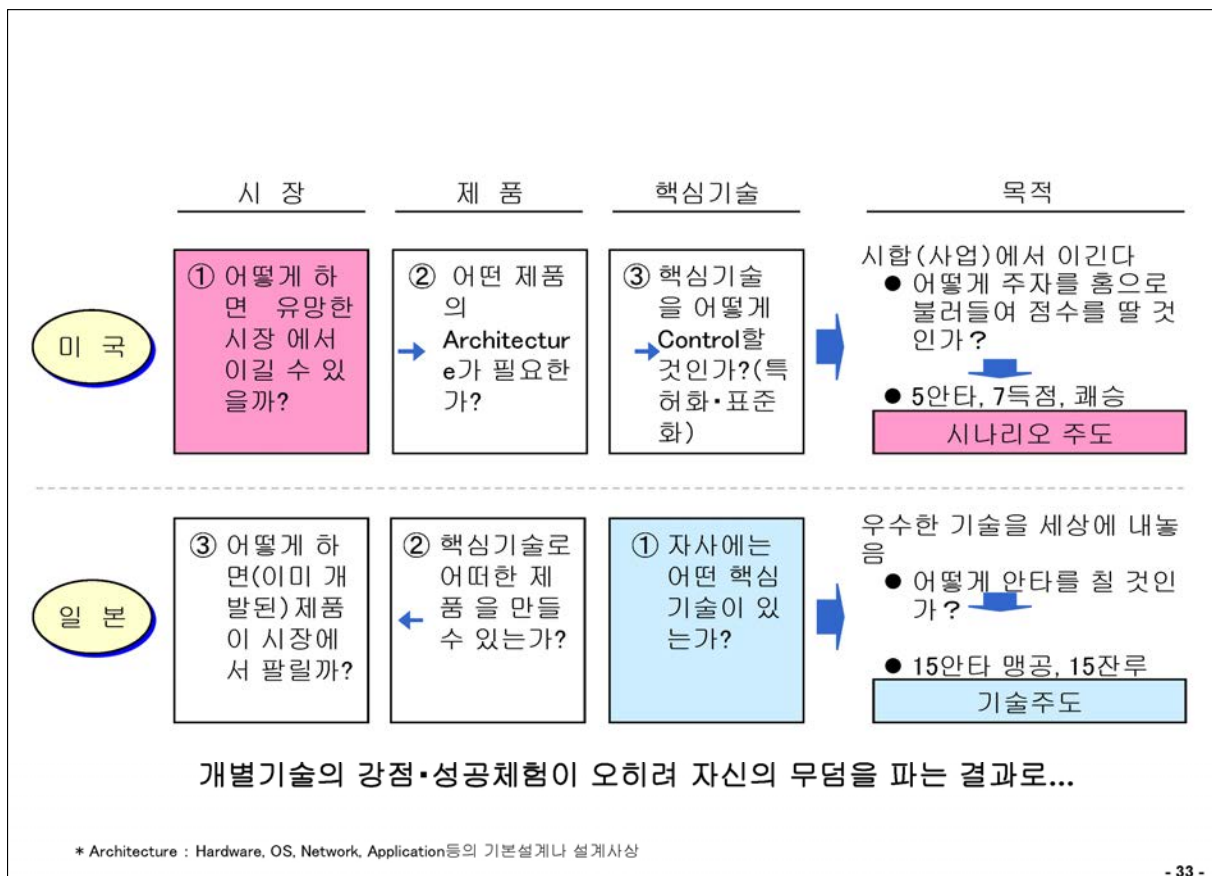 시 장
제 품
핵심기술
목적
미 국
① 어떻게 하
면 유망한
시장 에서
이길 수 있
을까?
② 어떤 제품
의
Architectur
e가 필요한
가?
③ 핵심기술
을 어떻게
Control할
것인가?(특
허화·표준
화)
시합(사업)에서 이긴다
● 어떻게 주자를 홈으로
불러들여 점수를 딸 것
인가?
● 5안타, 7득점, 쾌승
시나리오 주도
일 본
③ 어떻게 하
면(이미 개
발된)제품
이 시장에
서 팔릴까?
② 핵심기술로
어떠한 제
품 을 만들
수 있는가?
① 자사에는
어떤 핵심
기술이 있
는가?
우수한 기술을 세상에 내놓
음
● 어떻게 안타를 칠 것인
가?
● 15안타 맹공, 15잔루
기술주도
개별기술의 강점·성공체험이 오히려 자신의 무덤을 파는 결과로...
* Architecture : Hardware, OS, Network, Application등의 기본설계나 설계사상
- 33 -